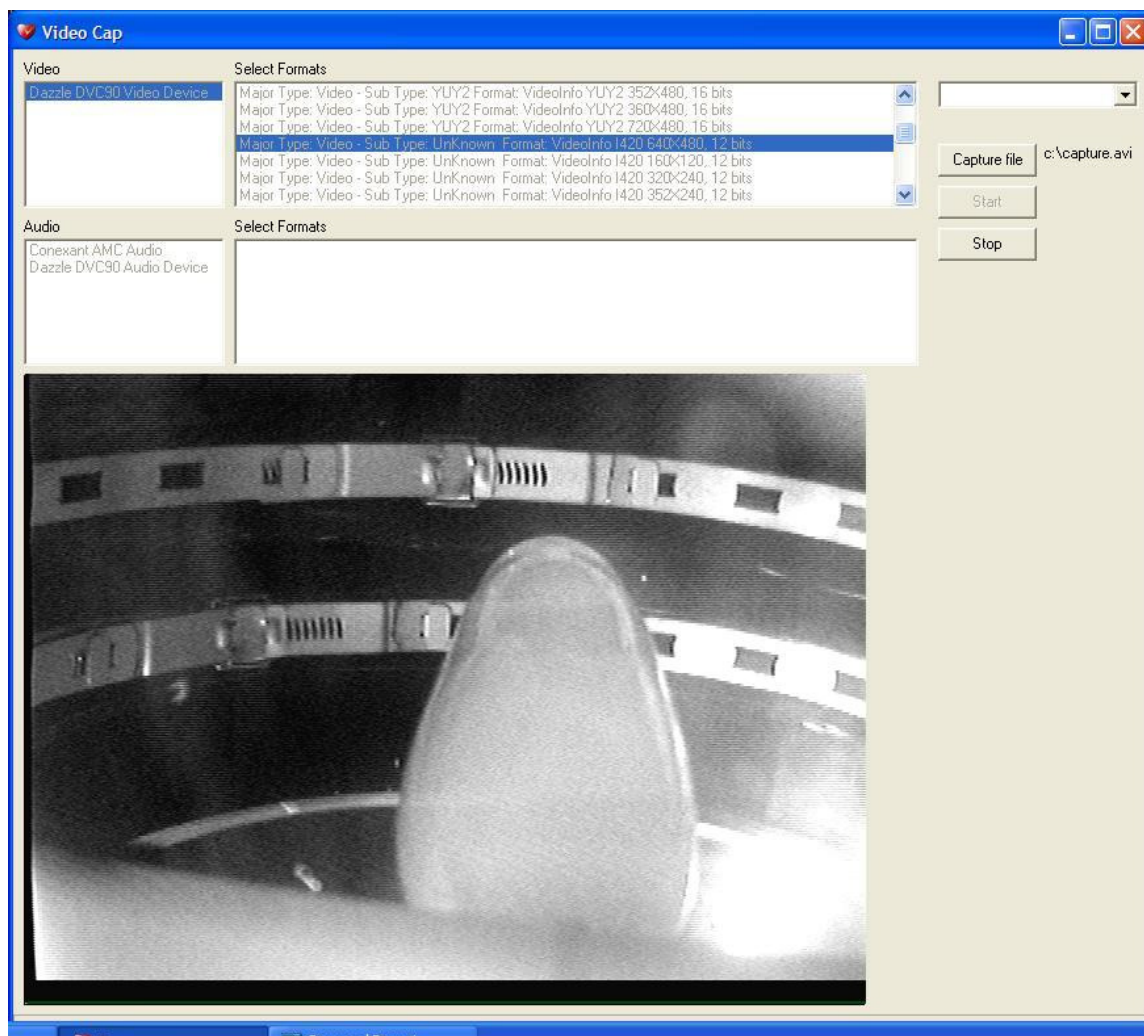 Video Cap
Video
Select Formats
Dazzle DVC90 Video Device
Major Type: Video - Sub Type: YUY2 Format: VideoInfo YUY2 352X480, 16 bits
Major Type: Video - Sub Type: YUY2 Format: VideoInfo YUY2 360X480, 16 bits
Major Type: Video - Sub Type: YUY2 Format: VideoInfo YUY2 720X480, 16 bits
Major Type: Video - Sub Type: UnKnown Format: VideoInfo I420 640X480, 12 bits
Major Type: Video - Sub Type: UnKnown Format: VideoInfo I420 160X120, 12 bits
Major Type: Video - Sub Type: UnKnown Format: VideoInfo I420 320X240, 12 bits
Major Type: Video - Sub Type: UnKnown Format: VideoInfo I420 352X240, 12 bits
Capture file
c:\capture.avi
Start
Stop
Audio
Select Formats
Conexant AMC Audio
Dazzle DVC90 Audio Device